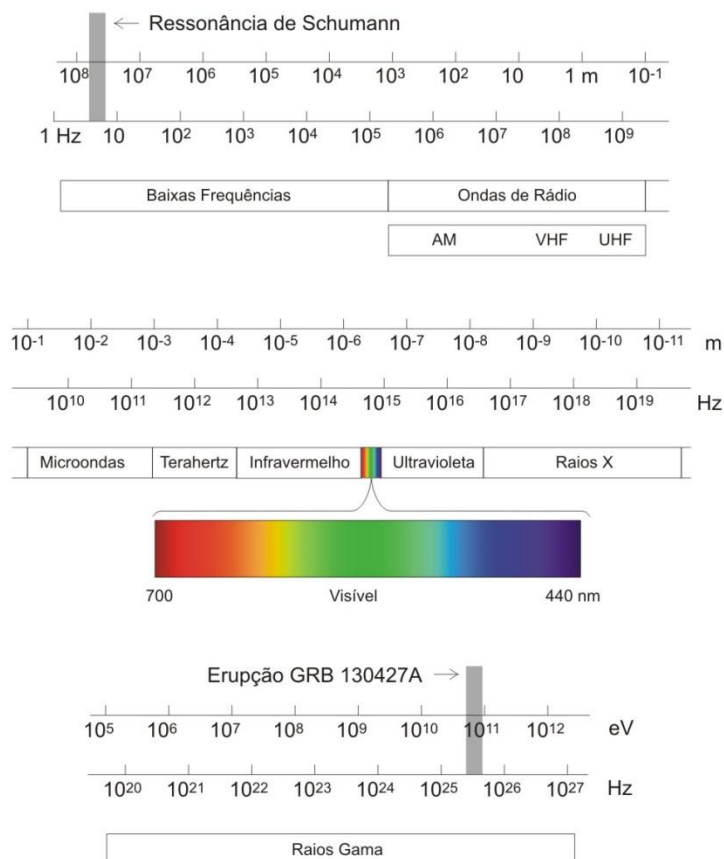 ← Ressonância de Schumann
10⁸ 10⁷ 10⁶ 10⁵ 10⁴ 10³ 10² 10 1 m 10⁻¹
1 Hz 10 10² 10³ 10⁴ 10⁵ 10⁶ 10⁷ 10⁸ 10⁹
Baixas Frequências Ondas de Rádio
AM VHF UHF
10⁻¹ 10⁻² 10⁻³ 10⁻⁴ 10⁻⁵ 10⁻⁶ 10⁻⁷ 10⁻⁸ 10⁻⁹ 10⁻¹⁰ 10⁻¹¹ m
10¹⁰ 10¹¹ 10¹² 10¹³ 10¹⁴ 10¹⁵ 10¹⁶ 10¹⁷ 10¹⁸ 10¹⁹ Hz
Microondas Terahertz Infravermelho Ultravioleta Raios X
700 Visível 440 nm
Erupção GRB 130427A →
10⁵ 10⁶ 10⁷ 10⁸ 10⁹ 10¹⁰ 10¹¹ 10¹² eV
10²⁰ 10²¹ 10²² 10²³ 10²⁴ 10²⁵ 10²⁶ 10²⁷ Hz
Raios Gama